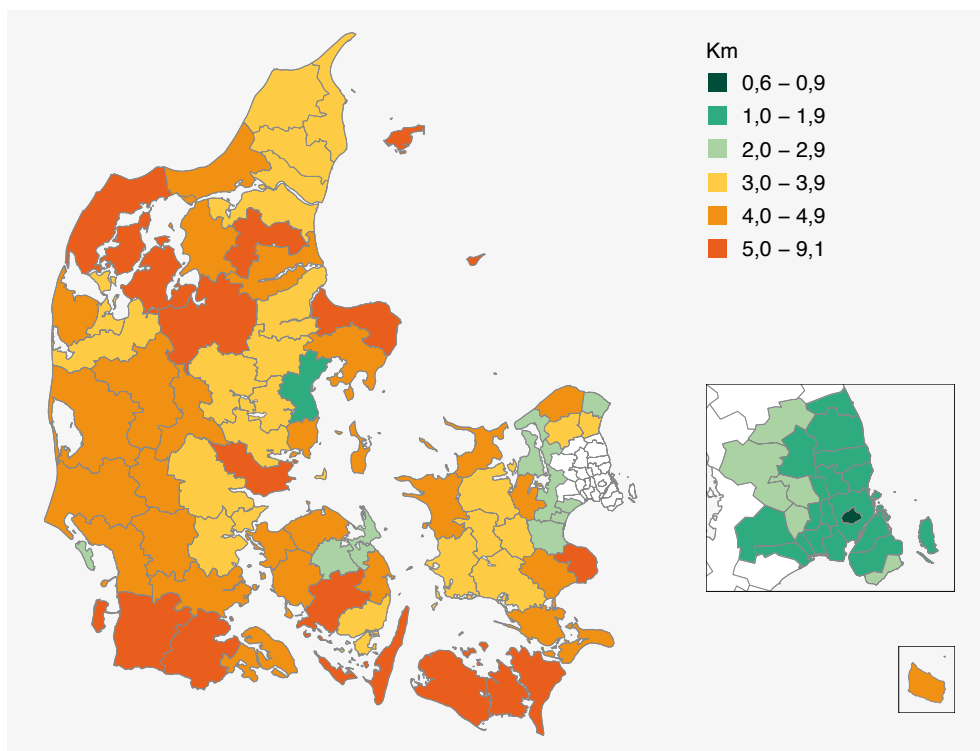 Km
0,6 – 0,9
1,0 – 1,9
2,0 – 2,9
3,0 – 3,9
4,0 – 4,9
5,0 – 9,1